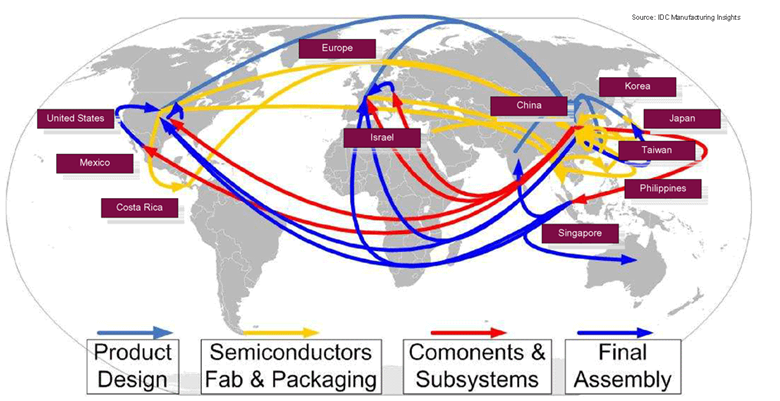 Source: IDC Manufacturing Insights
Europe
Korea
China
United States
Japan
Israel
Taiwan
Mexico
Philippines
Costa Rica
Singapore
Product
Design
Semiconductors
Fab & Packaging
Comonents &
Subsystems
Final
Assembly